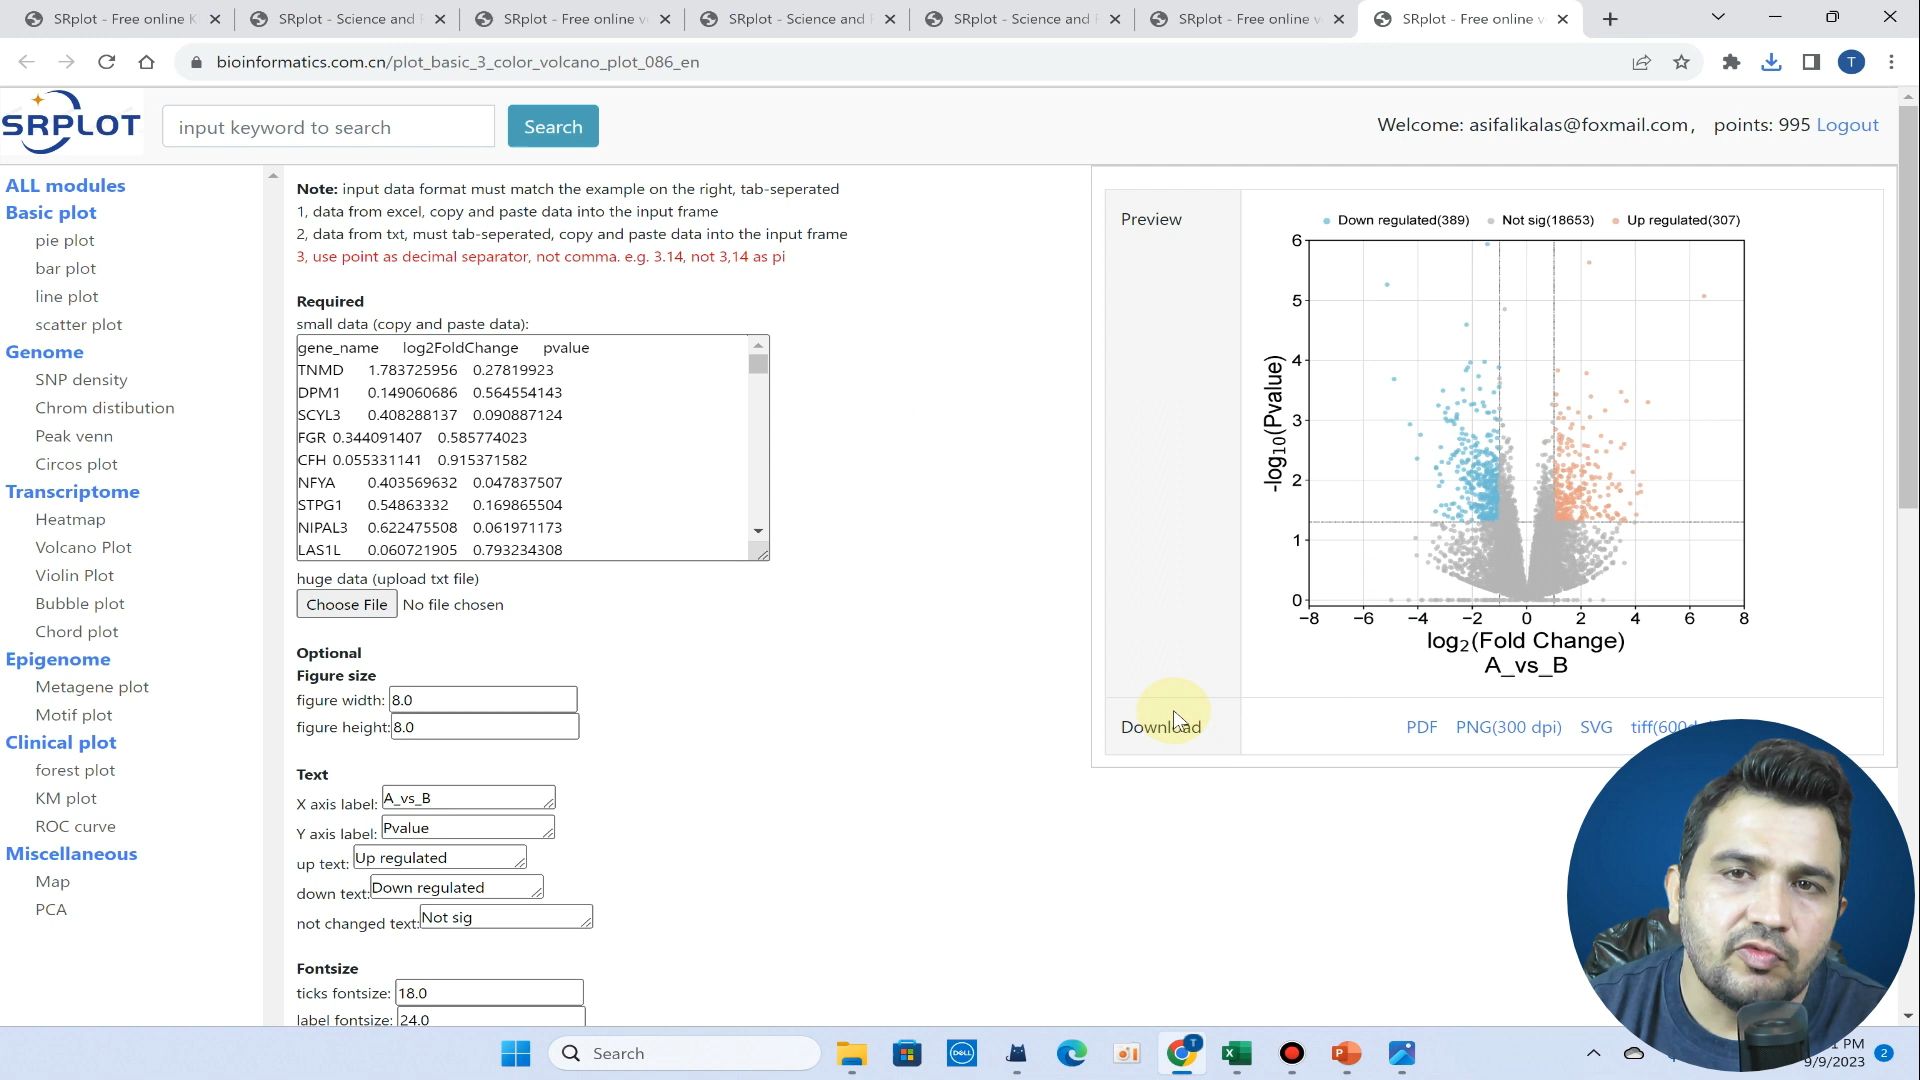 SRplot - Free online K
SRplot - Science and
SRplot - Free online v
SRplot - Science and
SRplot - Science and
SRplot - Free online v
SRplot - Free online v
bioinformatics.com.cn/plot_basic_3_color_volcano_plot_086_en
T
SRPLOT
input keyword to search
Search
Welcome: asifalikalas@foxmail.com, points: 995 Logout
ALL modules
Basic plot
pie plot
bar plot
line plot
scatter plot
Genome
SNP density
Chrom distibution
Peak venn
Circos plot
Transcriptome
Heatmap
Volcano Plot
Violin Plot
Bubble plot
Chord plot
Epigenome
Metagene plot
Motif plot
Clinical plot
forest plot
KM plot
ROC curve
Miscellaneous
Map
PCA
Note: input data format must match the example on the right, tab-seperated
1, data from excel, copy and paste data into the input frame
2, data from txt, must tab-seperated, copy and paste data into the input frame
3, use point as decimal separator, not comma. e.g. 3.14, not 3,14 as pi
Required
small data (copy and paste data):
gene_name log2FoldChange pvalue
TNMD 1.783725956 0.27819923
DPM1 0.149060686 0.564554143
SCYL3 0.408288137 0.090887124
FGR 0.344091407 0.585774023
CFH 0.055331141 0.915371582
NFYA 0.403569632 0.047837507
STPG1 0.54863332 0.169865504
NIPAL3 0.622475508 0.061971173
LAS1L 0.060721905 0.793234308
huge data (upload txt file)
Choose File No file chosen
Optional
Figure size
figure width: 8.0
figure height: 8.0
Text
X axis label: A_vs_B
Y axis label: Pvalue
up text: Up regulated
down text: Down regulated
not changed text: Not sig
Fontsize
ticks fontsize: 18.0
label fontsize: 24.0
Preview
Down regulated(389) Not sig(18653) Up regulated(307)
6
5
4
3
2
1
0
-log10(Pvalue)
−8 −6 −4 −2 0 2 4 6 8
log2(Fold Change)
A_vs_B
Download
PDF PNG(300 dpi) SVG
Search
DELL
T
PM
9/9/2023
2